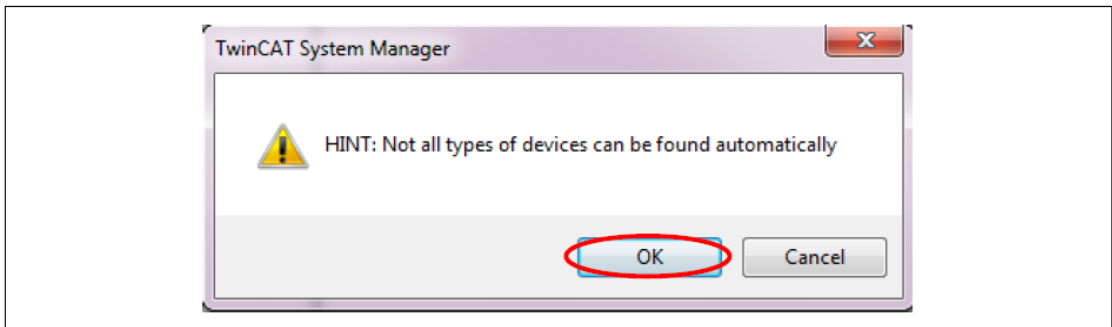 TwinCAT System Manager
HINT: Not all types of devices can be found automatically
OK
Cancel